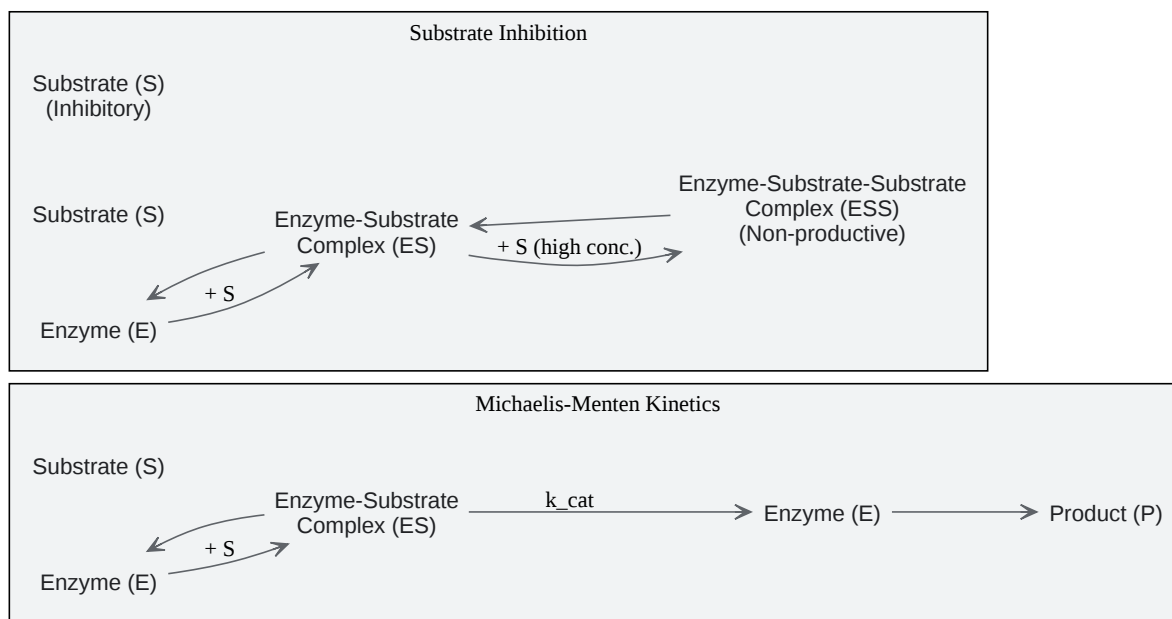 Substrate Inhibition
Substrate (S)
(Inhibitory)
Substrate (S)
Enzyme-Substrate
Complex (ES)
Enzyme-Substrate-Substrate
Complex (ESS)
(Non-productive)
+ S (high conc.)
+ S
Enzyme (E)
Michaelis-Menten Kinetics
Substrate (S)
Enzyme-Substrate
Complex (ES)
k_cat
Enzyme (E)
Product (P)
+ S
Enzyme (E)